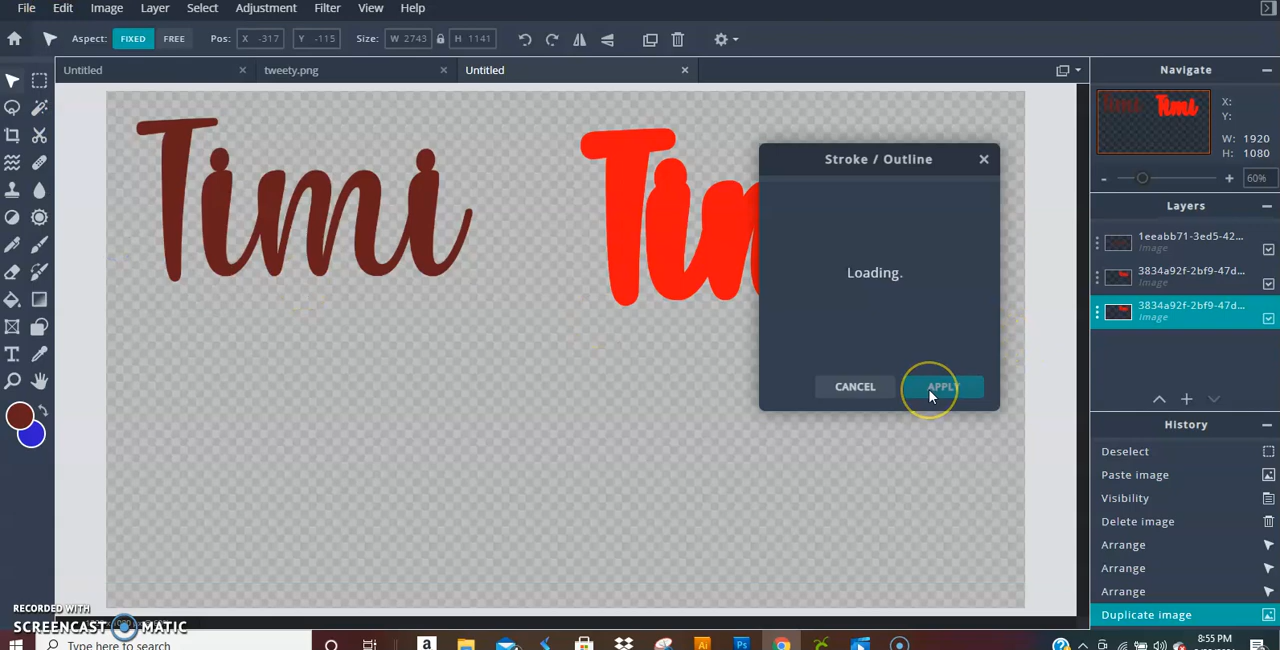 File Edit Image Layer Select Adjustment Filter View Help
Aspect: FIXED FREE Pos: X -317 Y -115 Size: W 2743 H 1141
Untitled tweety.png Untitled
Navigate
X:
Y:
W: 1920
H: 1080
- + 60%
Timi
Stroke / Outline
Loading.
CANCEL APPLY
Layers
1eeabb71-3ed5-42...
Image
3834a92f-2bf9-47d...
Image
3834a92f-2bf9-47d...
Image
History
Deselect
Paste image
Visibility
Delete image
Arrange
Arrange
Arrange
Duplicate image
RECORDED WITH
SCREENCAST MATIC
Type here to search
8:55 PM